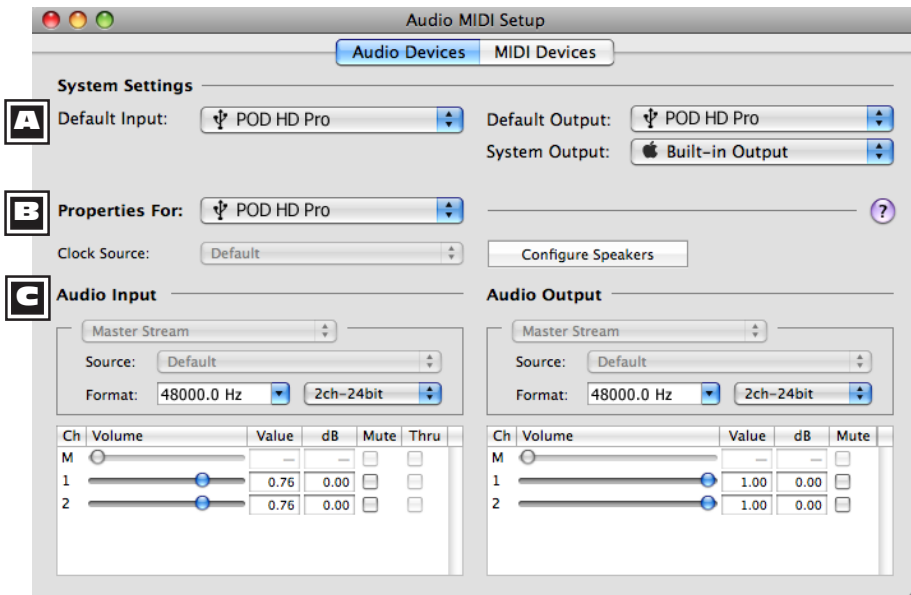 Audio MIDI Setup
Audio Devices MIDI Devices
System Settings
A
Default Input: POD HD Pro
Default Output: POD HD Pro
System Output: Built-in Output
B
Properties For: POD HD Pro ?
Clock Source: Default Configure Speakers
C
Audio Input
Master Stream
Source: Default
Format: 48000.0 Hz 2ch-24bit
Ch Volume Value dB Mute Thru
M — —
1 0.76 0.00
2 0.76 0.00
Audio Output
Master Stream
Source: Default
Format: 48000.0 Hz 2ch-24bit
Ch Volume Value dB Mute
M — —
1 1.00 0.00
2 1.00 0.00